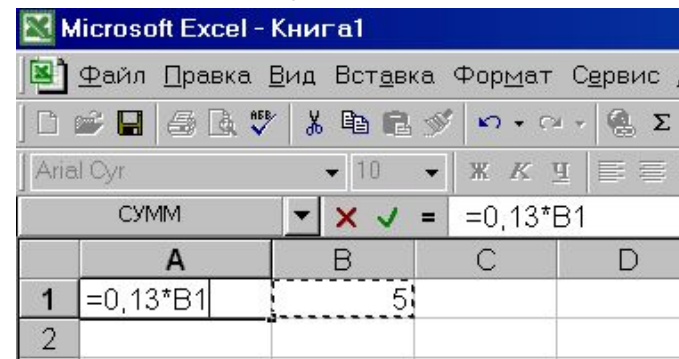 Microsoft Excel - Книга1
Файл Правка Вид Вставка Формат Сервис
Arial Cyr 10 Ж К Ч
СУММ = =0,13*B1
A B C D
1 =0,13*B1 5
2